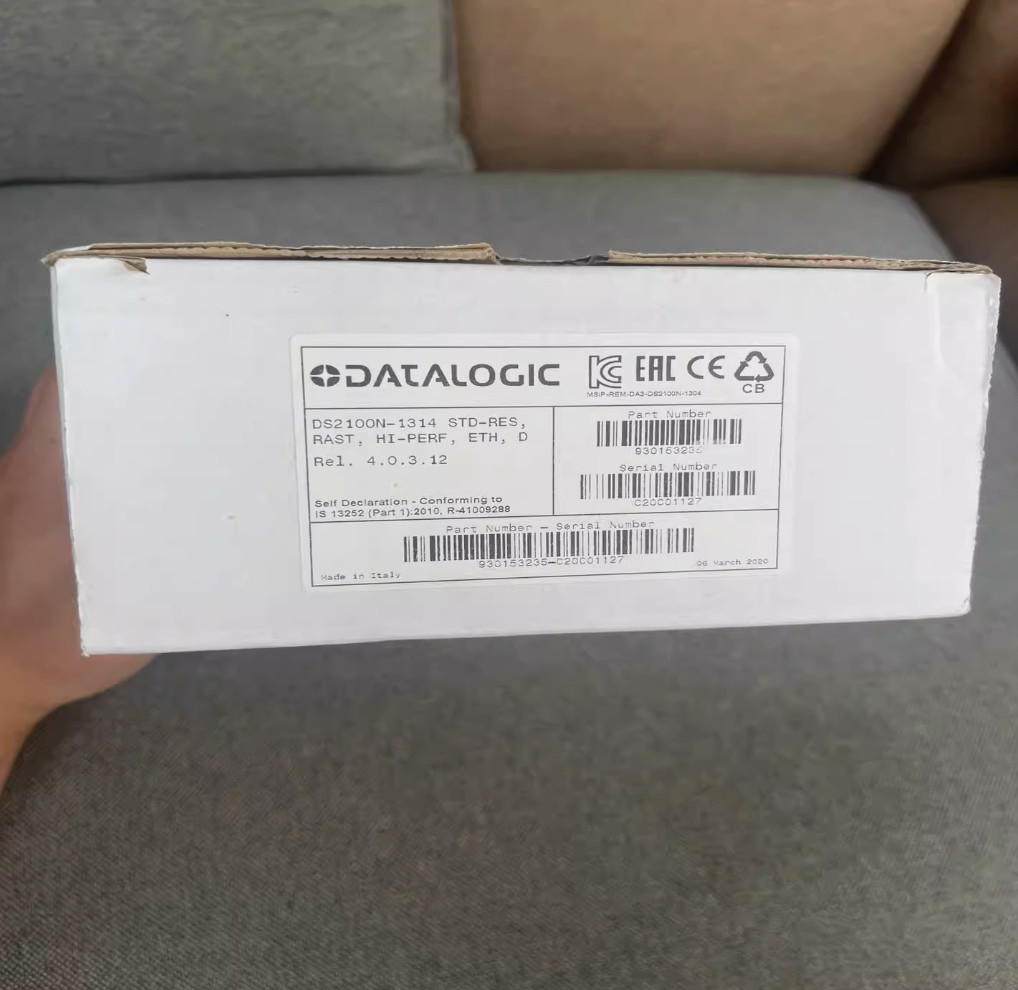 DATALOGIC
EAC CE
CB
MSIP-REM-DA3-DS2100N-1304
DS2100N-1314 STD-RES,
RAST, HI-PERF, ETH, D
Rel. 4.0.3.12
Self Declaration - Conforming to
IS 13252 (Part 1):2010, R-41009288
Part Number
930153235
Serial Number
C20C01127
Part Number - Serial Number
930153235-C20C01127
Made in Italy
06 March 2020